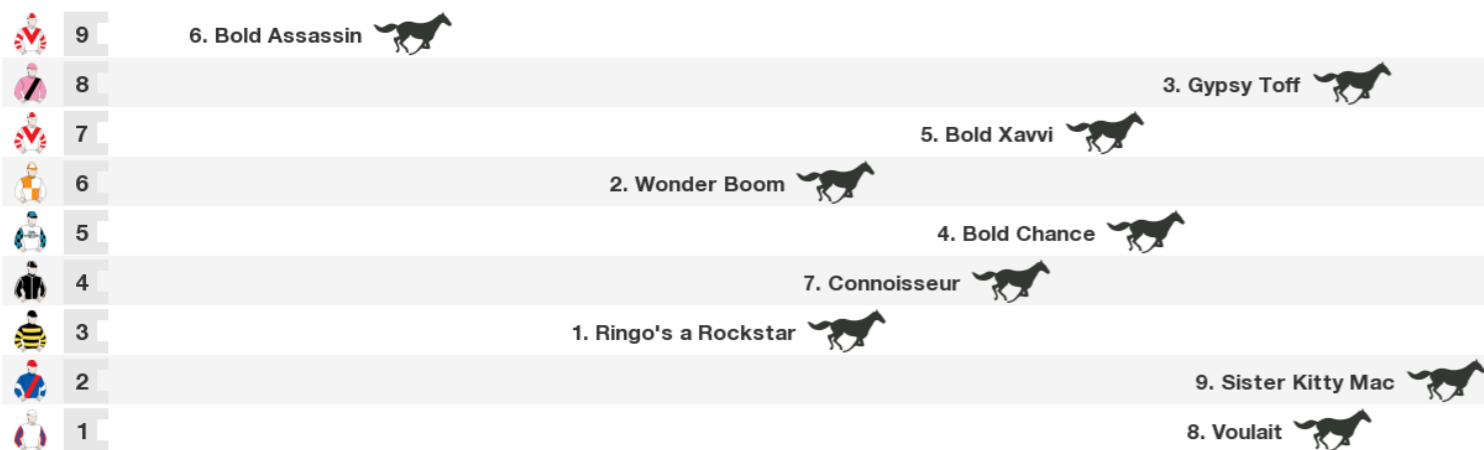 9 6. Bold Assassin
8 3. Gypsy Toff
7 5. Bold Xavvi
6 2. Wonder Boom
5 4. Bold Chance
4 7. Connoisseur
3 1. Ringo's a Rockstar
2 9. Sister Kitty Mac
1 8. Voulait